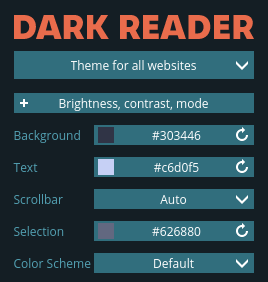 DARK READER
Theme for all websites
+ Brightness, contrast, mode
Background #303446
Text #c6d0f5
Scrollbar Auto
Selection #626880
Color Scheme Default